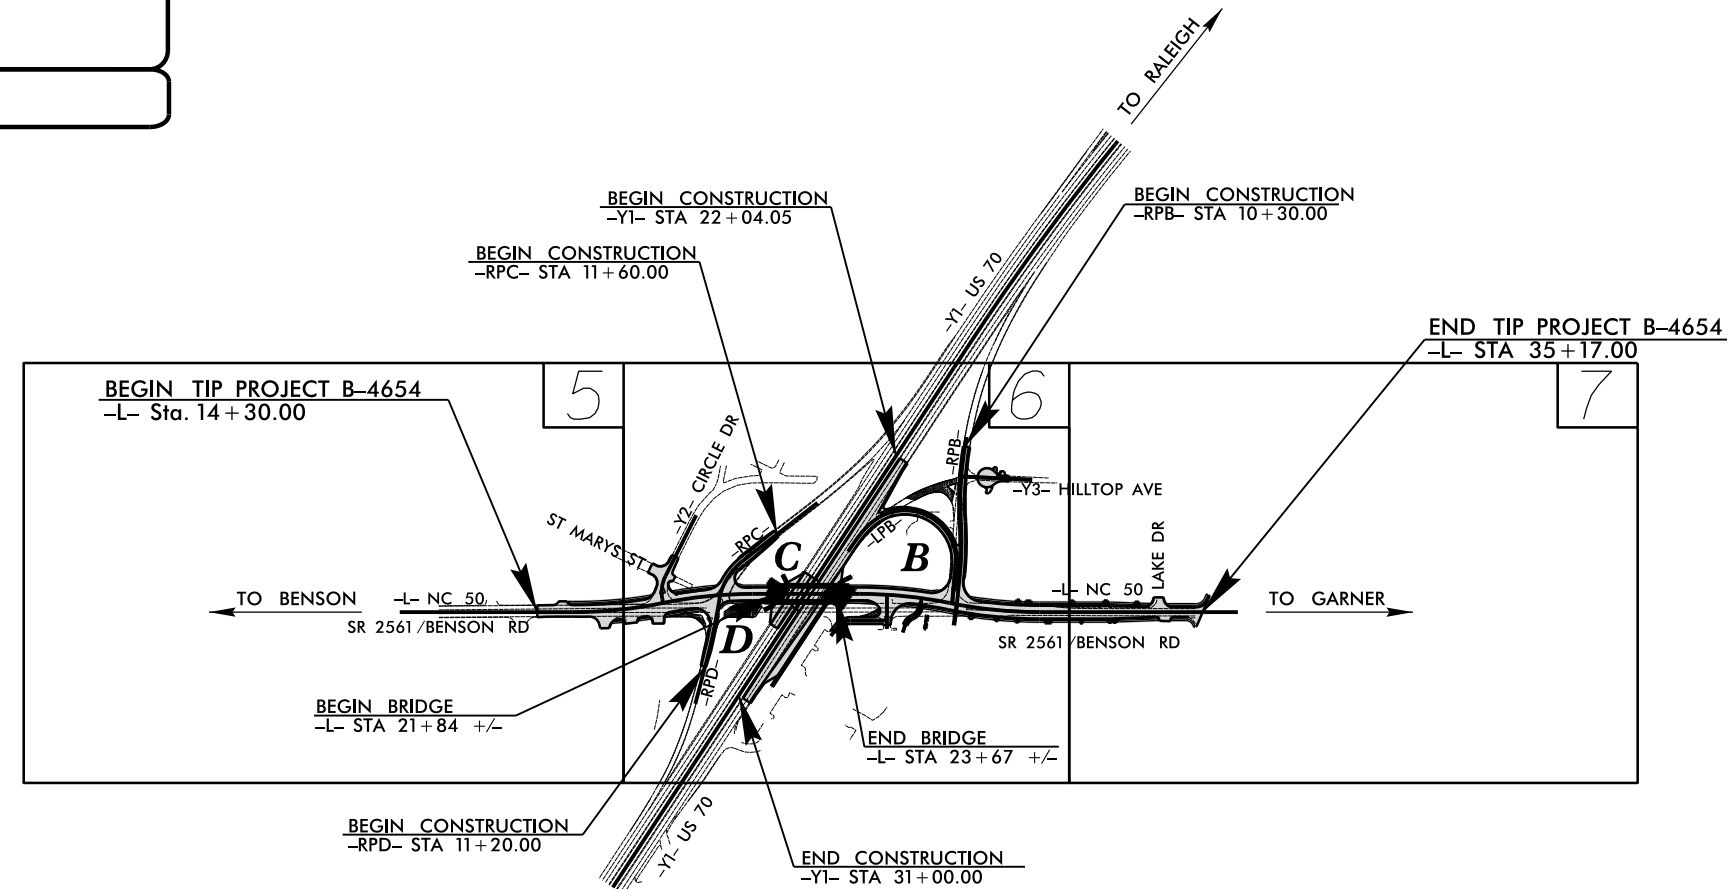 TO RALEIGH
BEGIN CONSTRUCTION
-Y1- STA 22+04.05
BEGIN CONSTRUCTION
-RPB- STA 10+30.00
BEGIN CONSTRUCTION
-RPC- STA 11+60.00
-Y1- US 70
END TIP PROJECT B-4654
-L- STA 35+17.00
BEGIN TIP PROJECT B-4654
-L- Sta. 14+30.00
5
6
7
-Y2- CIRCLE DR
-RPB-
-Y3- HILLTOP AVE
ST MARYS ST
-RPC-
-LPB-
C
B
LAKE DR
TO BENSON
-L- NC 50
-L- NC 50
TO GARNER
SR 2561/BENSON RD
SR 2561/BENSON RD
D
-RPD-
BEGIN BRIDGE
-L- STA 21+84 +/-
END BRIDGE
-L- STA 23+67 +/-
BEGIN CONSTRUCTION
-RPD- STA 11+20.00
-Y1- US 70
END CONSTRUCTION
-Y1- STA 31+00.00